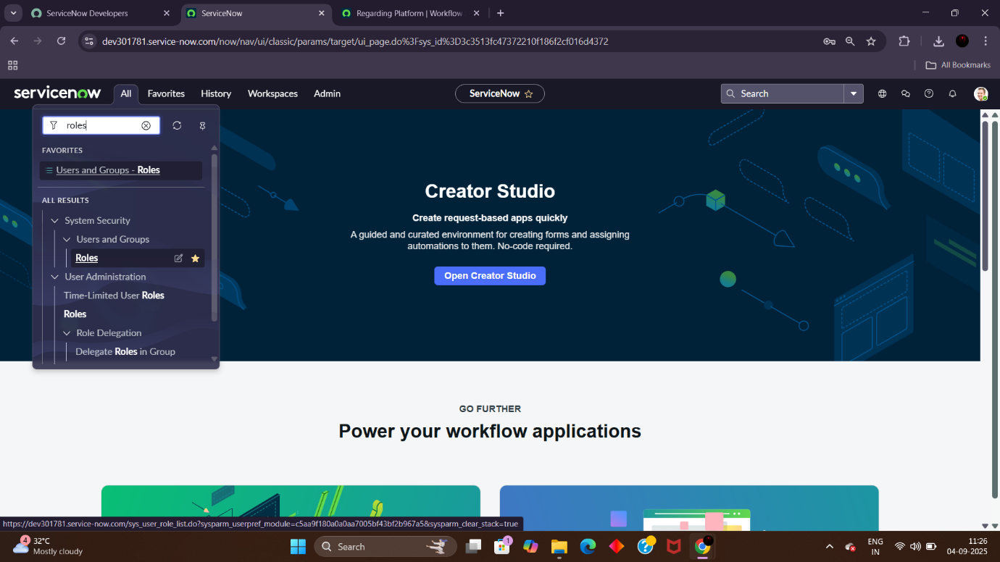 ServiceNow Developers
ServiceNow
Regarding Platform | Workflow
dev301781.service-now.com/now/nav/ui/classic/params/target/ui_page.do%3Fsys_id%3D3c3513fc47372210f186f2cf016d4372
All Bookmarks
servicenow
All
Favorites
History
Workspaces
Admin
ServiceNow
Search
roles
FAVORITES
Users and Groups - Roles
ALL RESULTS
System Security
Users and Groups
Roles
User Administration
Time-Limited User Roles
Roles
Role Delegation
Delegate Roles in Group
Creator Studio
Create request-based apps quickly
A guided and curated environment for creating forms and assigning
automations to them. No-code required.
Open Creator Studio
GO FURTHER
Power your workflow applications
https://dev301781.service-now.com/sys_user_role_list.do?sysparm_userpref_module=c5aa9f180a0a0aa7005bf43bf2b967a5&sysparm_clear_stack=true
4
32°C
Mostly cloudy
Search
1
ENG
IN
11:26
04-09-2025